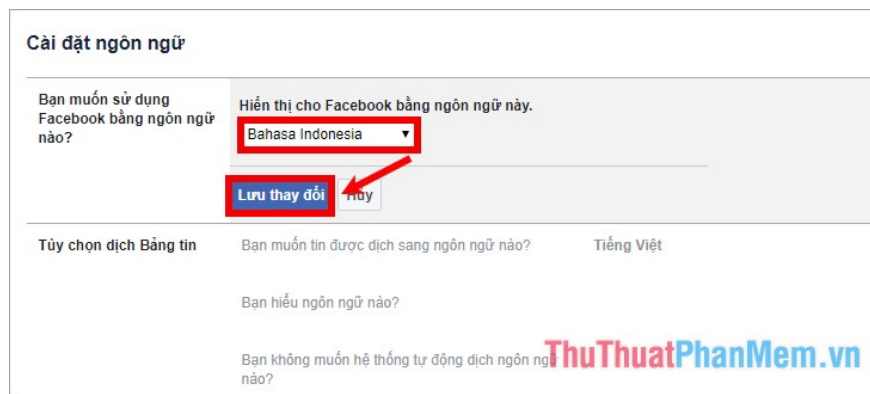 Cài đặt ngôn ngữ
Bạn muốn sử dụng
Facebook bằng ngôn ngữ
nào?
Hiển thị cho Facebook bằng ngôn ngữ này.
Bahasa Indonesia
Lưu thay đổi
Hủy
Tùy chọn dịch Bảng tin
Bạn muốn tin được dịch sang ngôn ngữ nào?
Tiếng Việt
Bạn hiểu ngôn ngữ nào?
Bạn không muốn hệ thống tự động dịch ngôn ngữ
nào?
ThuThuatPhanMem.vn